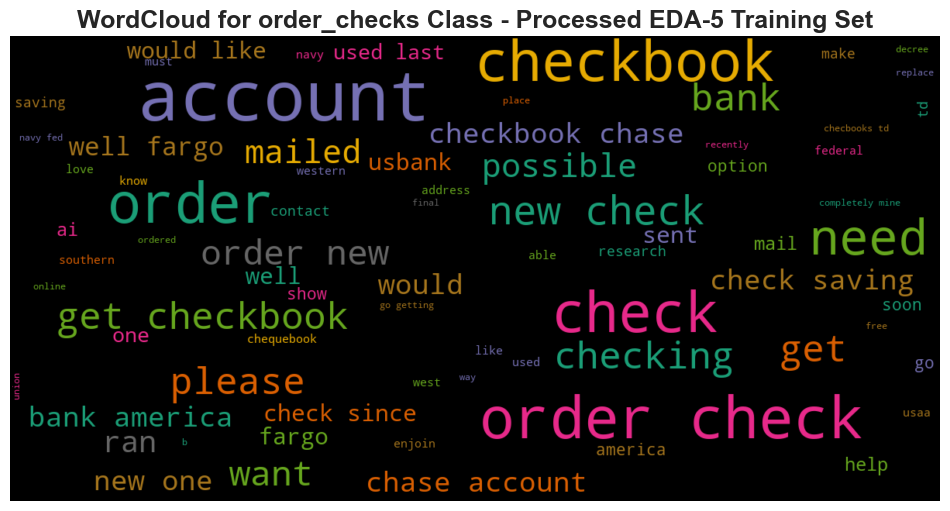 WordCloud for order_checks Class - Processed EDA-5 Training Set
would like
must
navy
used last
checkbook
make
decree
replace
account
saving
place
bank
td
navy fed
well fargo
mailed
usbank
checkbook chase
checbooks td
recently
federal
possible
option
love
know
western
address
final
order
contact
new check
completely mine
need
ai
ordered
order new
sent
mail
southern
able
research
well
would
check saving
online
show
go getting
soon
get checkbook
one
chequebook
check
free
like
used
checking
get
go
union
please
west
way
bank america
check since
order check
usaa
ran
b
fargo
enjoin
america
help
new one
want
chase account